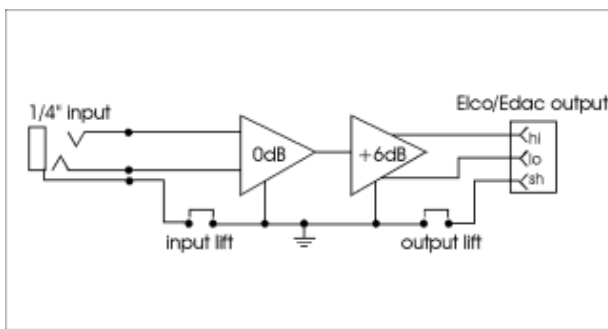 1/4" input
Elco/Edac output
0dB
+6dB
hi
lo
sh
input lift
output lift